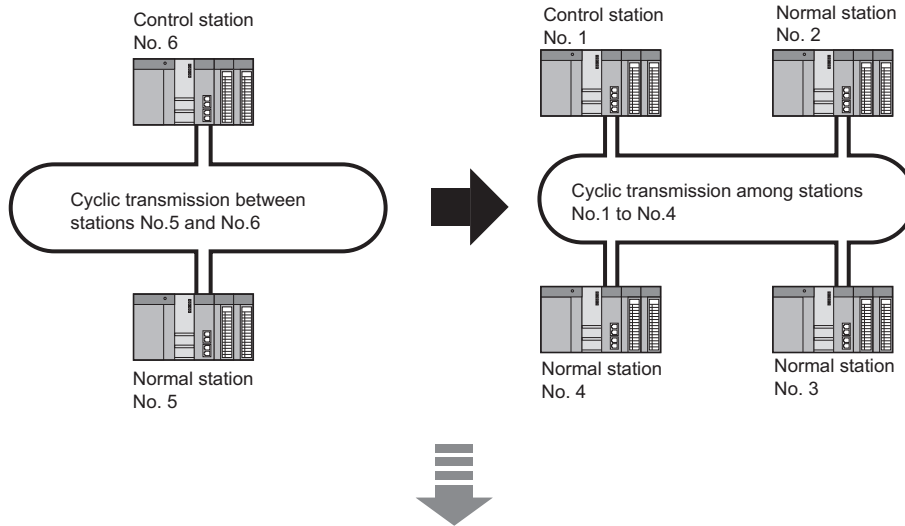 Control station
No. 6
Cyclic transmission between
stations No.5 and No.6
Normal station
No. 5
Control station
No. 1
Normal station
No. 2
Cyclic transmission among stations
No.1 to No.4
Normal station
No. 4
Normal station
No. 3